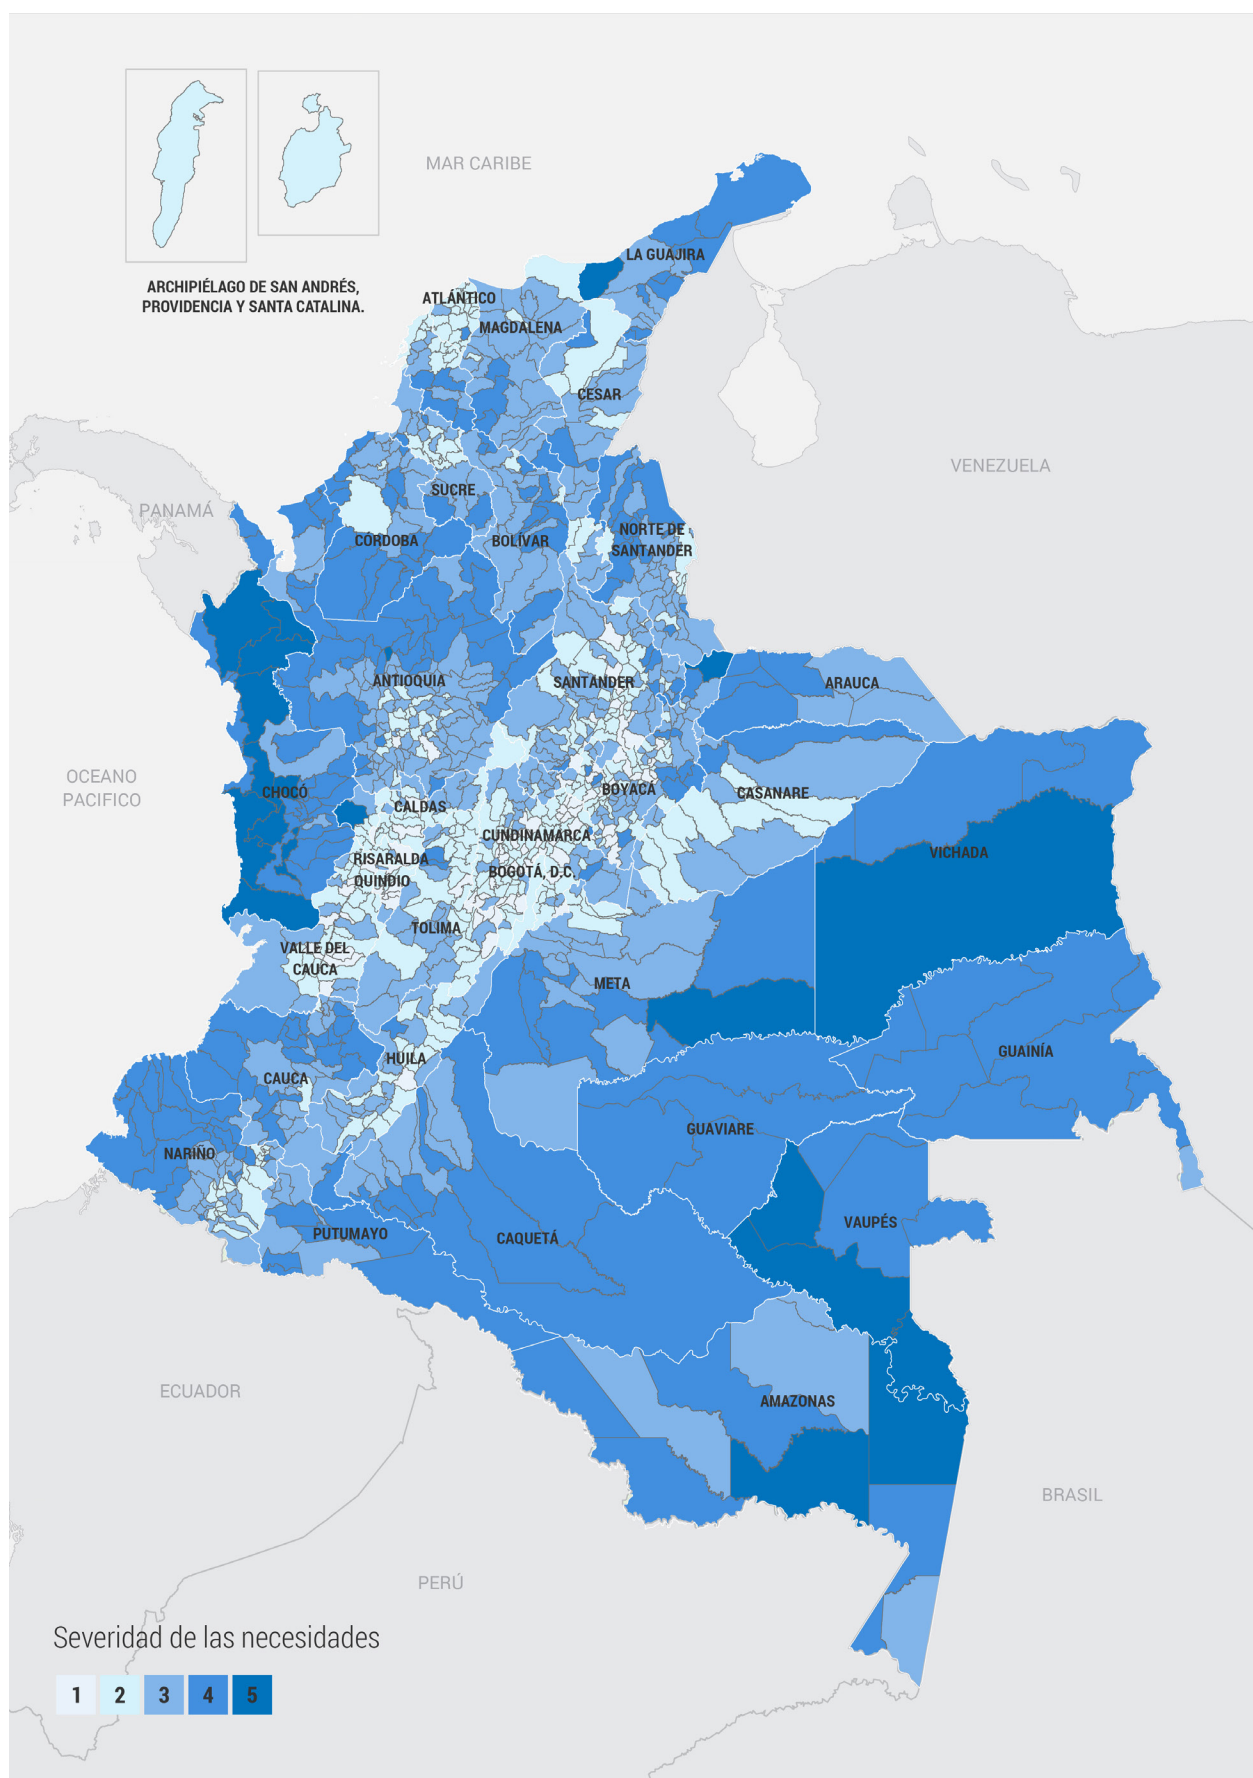 MAR CARIBE
LA GUAJIRA
ARCHIPIÉLAGO DE SAN ANDRÉS,
PROVIDENCIA Y SANTA CATALINA.
ATLÁNTICO
MAGDALENA
CESAR
VENEZUELA
PANAMÁ
SUCRE
CÓRDOBA
BOLÍVAR
NORTE DE
SANTANDER
ANTIOQUIA
SANTANDER
ARAUCA
OCEANO
PACIFICO
CHOCÓ
CALDAS
BOYACÁ
CASANARE
CUNDINAMARCA
RISARALDA
VICHADA
QUINDIO
BOGOTÁ, D.C.
TOLIMA
VALLE DEL
CAUCA
META
HUILA
GUAINÍA
CAUCA
GUAVIARE
NARIÑO
VAUPÉS
PUTUMAYO
CAQUETÁ
ECUADOR
AMAZONAS
BRASIL
PERÚ
Severidad de las necesidades
1 2 3 4 5